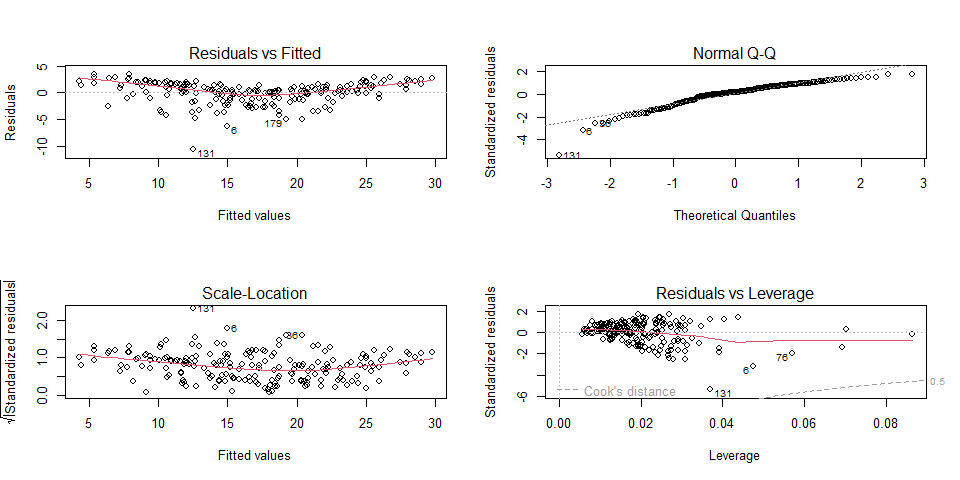 Residuals vs Fitted
Residuals
5
0
-5
-10
179
6
131
5 10 15 20 25 30
Fitted values
Normal Q-Q
Standardized residuals
2
0
-2
-4
6
131
-3 -2 -1 0 1 2 3
Theoretical Quantiles
Scale-Location
√|Standardized residuals|
2.0
1.0
0.0
131
6
5 10 15 20 25 30
Fitted values
Residuals vs Leverage
Standardized residuals
2
0
-2
-6
76
6
131
Cook's distance
0.5
0.00 0.02 0.04 0.06 0.08
Leverage